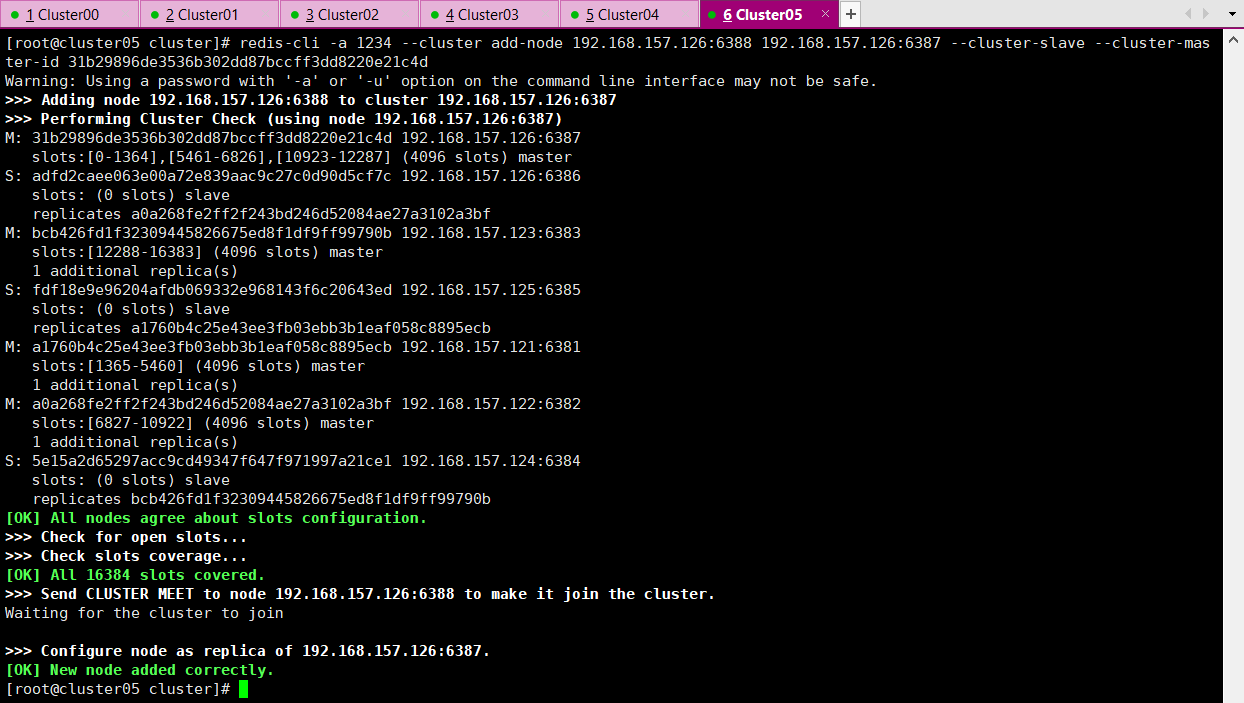 1 Cluster00 2 Cluster01 3 Cluster02 4 Cluster03 5 Cluster04 6 Cluster05 × +
[root@cluster05 cluster]# redis-cli -a 1234 --cluster add-node 192.168.157.126:6388 192.168.157.126:6387 --cluster-slave --cluster-mas
ter-id 31b29896de3536b302dd87bccff3dd8220e21c4d
Warning: Using a password with '-a' or '-u' option on the command line interface may not be safe.
>>> Adding node 192.168.157.126:6388 to cluster 192.168.157.126:6387
>>> Performing Cluster Check (using node 192.168.157.126:6387)
M: 31b29896de3536b302dd87bccff3dd8220e21c4d 192.168.157.126:6387
   slots:[0-1364],[5461-6826],[10923-12287] (4096 slots) master
S: adfd2caee063e00a72e839aac9c27c0d90d5cf7c 192.168.157.126:6386
   slots: (0 slots) slave
   replicates a0a268fe2ff2f243bd246d52084ae27a3102a3bf
M: bcb426fd1f32309445826675ed8f1df9ff99790b 192.168.157.123:6383
   slots:[12288-16383] (4096 slots) master
   1 additional replica(s)
S: fdf18e9e96204afdb069332e968143f6c20643ed 192.168.157.125:6385
   slots: (0 slots) slave
   replicates a1760b4c25e43ee3fb03ebb3b1eaf058c8895ecb
M: a1760b4c25e43ee3fb03ebb3b1eaf058c8895ecb 192.168.157.121:6381
   slots:[1365-5460] (4096 slots) master
   1 additional replica(s)
M: a0a268fe2ff2f243bd246d52084ae27a3102a3bf 192.168.157.122:6382
   slots:[6827-10922] (4096 slots) master
   1 additional replica(s)
S: 5e15a2d65297acc9cd49347f647f971997a21ce1 192.168.157.124:6384
   slots: (0 slots) slave
   replicates bcb426fd1f32309445826675ed8f1df9ff99790b
[OK] All nodes agree about slots configuration.
>>> Check for open slots...
>>> Check slots coverage...
[OK] All 16384 slots covered.
>>> Send CLUSTER MEET to node 192.168.157.126:6388 to make it join the cluster.
Waiting for the cluster to join
>>> Configure node as replica of 192.168.157.126:6387.
[OK] New node added correctly.
[root@cluster05 cluster]#